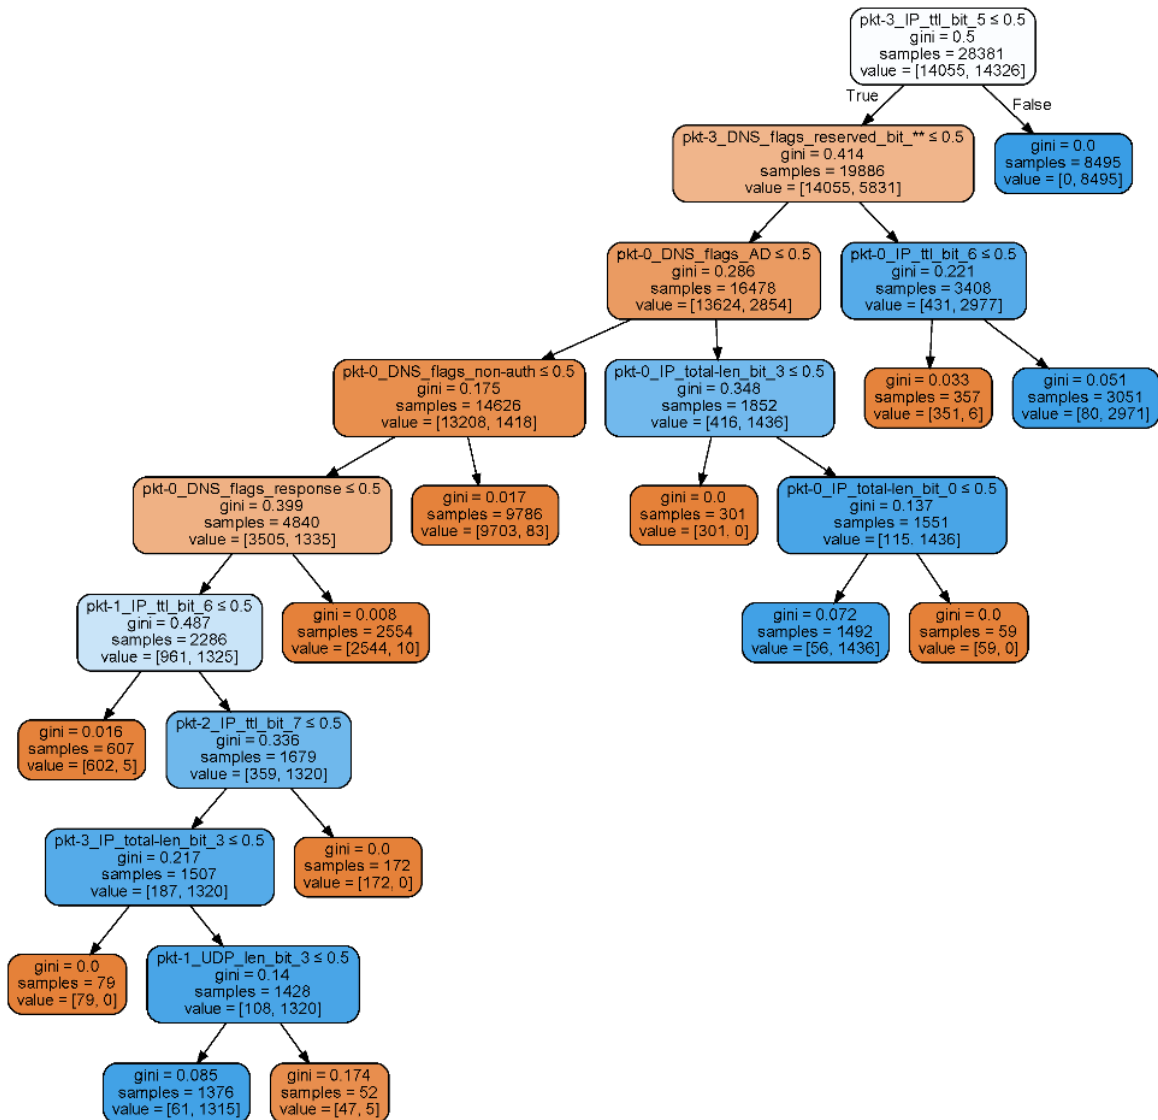 pkt-3_IP_ttl_bit_5 ≤ 0.5
gini = 0.5
samples = 28381
value = [14055, 14326]
True
False
pkt-3_DNS_flags_reserved_bit_** ≤ 0.5
gini = 0.414
samples = 19886
value = [14055, 5831]
gini = 0.0
samples = 8495
value = [0, 8495]
pkt-0_DNS_flags_AD ≤ 0.5
gini = 0.286
samples = 16478
value = [13624, 2854]
pkt-0_IP_ttl_bit_6 ≤ 0.5
gini = 0.221
samples = 3408
value = [431, 2977]
pkt-0_DNS_flags_non-auth ≤ 0.5
gini = 0.175
samples = 14626
value = [13208, 1418]
pkt-0_IP_total-len_bit_3 ≤ 0.5
gini = 0.348
samples = 1852
value = [416, 1436]
gini = 0.033
samples = 357
value = [351, 6]
gini = 0.051
samples = 3051
value = [80, 2971]
pkt-0_DNS_flags_response ≤ 0.5
gini = 0.399
samples = 4840
value = [3505, 1335]
gini = 0.017
samples = 9786
value = [9703, 83]
gini = 0.0
samples = 301
value = [301, 0]
pkt-0_IP_total-len_bit_0 ≤ 0.5
gini = 0.137
samples = 1551
value = [115. 1436]
pkt-1_IP_ttl_bit_6 ≤ 0.5
gini = 0.487
samples = 2286
value = [961, 1325]
gini = 0.008
samples = 2554
value = [2544, 10]
gini = 0.072
samples = 1492
value = [56, 1436]
gini = 0.0
samples = 59
value = [59, 0]
gini = 0.016
samples = 607
value = [602, 5]
pkt-2_IP_ttl_bit_7 ≤ 0.5
gini = 0.336
samples = 1679
value = [359, 1320]
pkt-3_IP_total-len_bit_3 ≤ 0.5
gini = 0.217
samples = 1507
value = [187, 1320]
gini = 0.0
samples = 172
value = [172, 0]
gini = 0.0
samples = 79
value = [79, 0]
pkt-1_UDP_len_bit_3 ≤ 0.5
gini = 0.14
samples = 1428
value = [108, 1320]
gini = 0.085
samples = 1376
value = [61, 1315]
gini = 0.174
samples = 52
value = [47, 5]